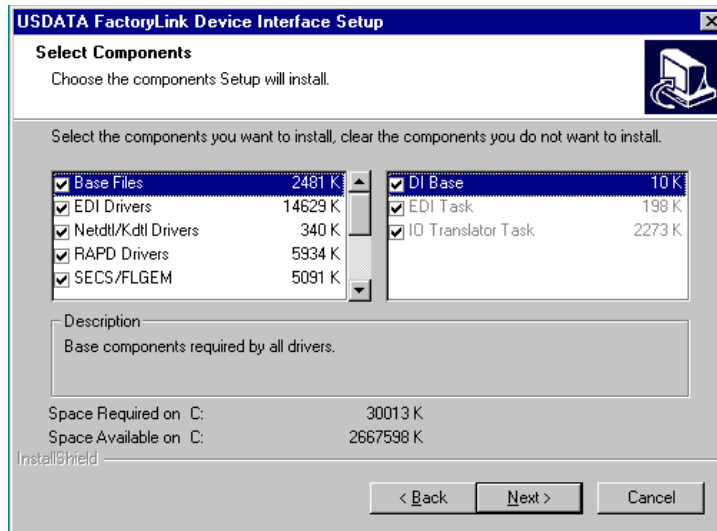 USDATA FactoryLink Device Interface Setup
Select Components
Choose the components Setup will install.
Select the components you want to install, clear the components you do not want to install.
Base Files 2481 K
EDI Drivers 14629 K
Netdtl/Kdtl Drivers 340 K
RAPD Drivers 5934 K
SECS/FLGEM 5091 K
DI Base 10 K
EDI Task 198 K
IO Translator Task 2273 K
Description
Base components required by all drivers.
Space Required on C: 30013 K
Space Available on C: 2667598 K
InstallShield
< Back Next > Cancel